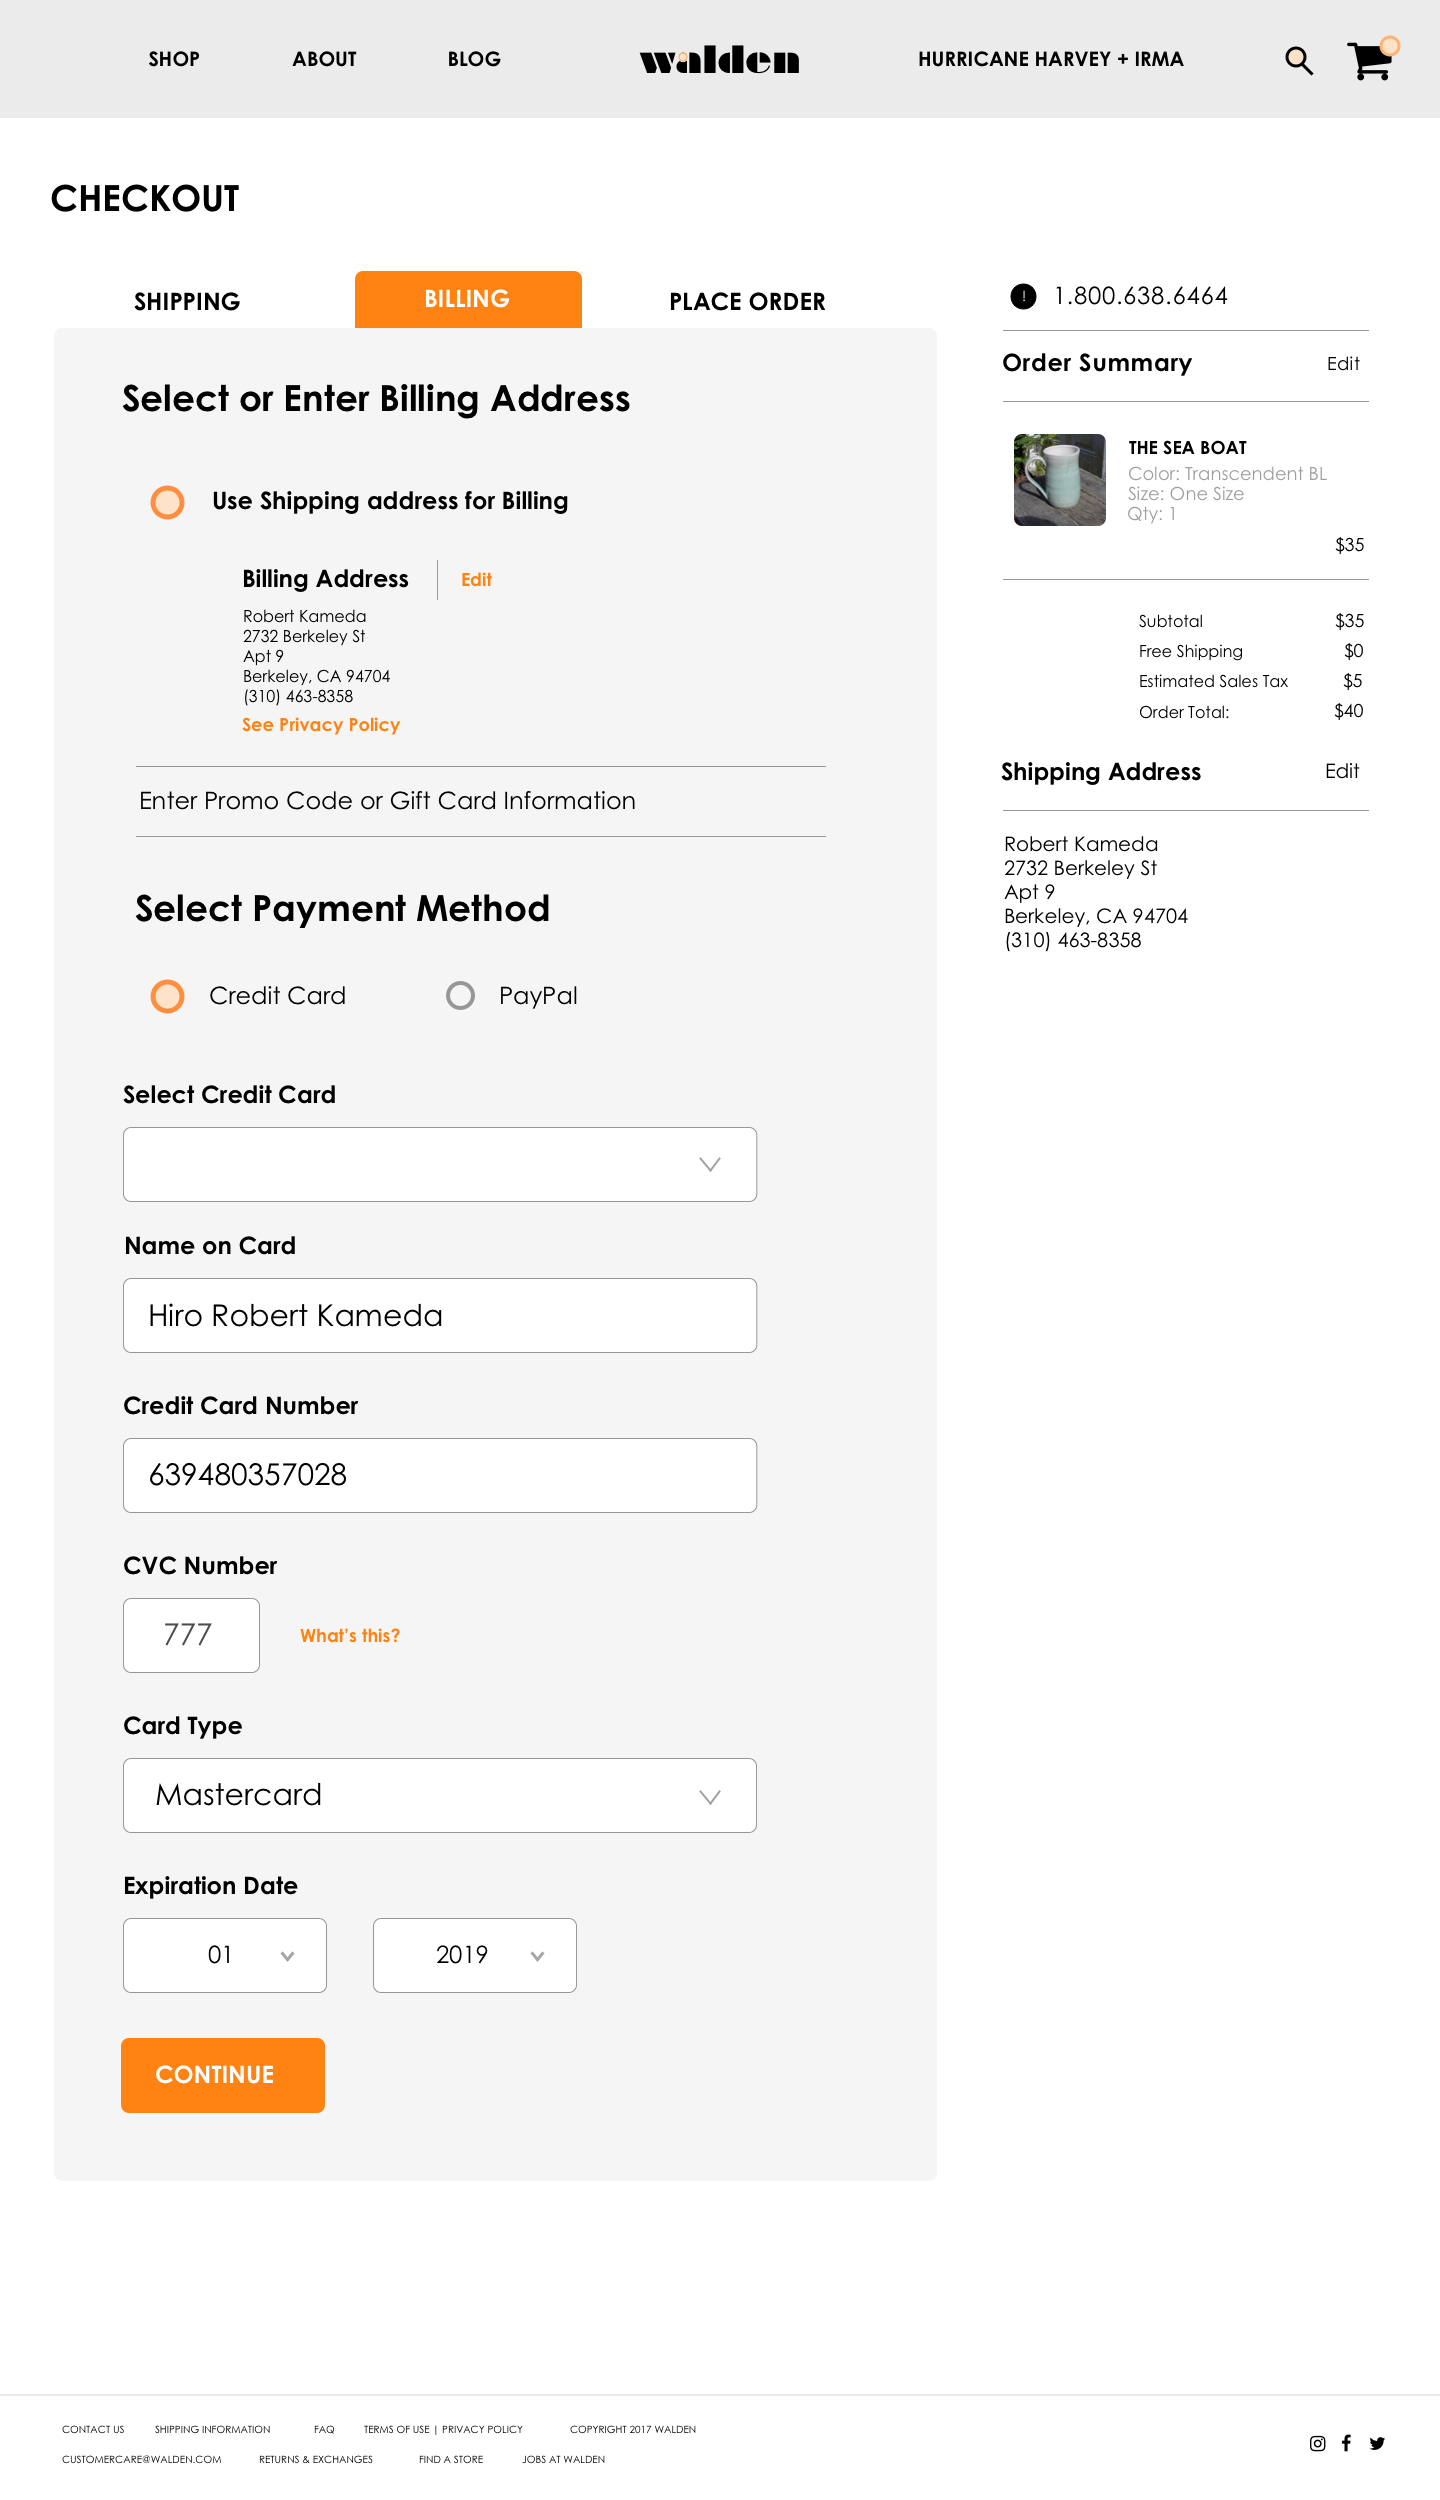 SHOP
ABOUT
BLOG
walden
HURRICANE HARVEY + IRMA
CHECKOUT
SHIPPING
BILLING
PLACE ORDER
Select or Enter Billing Address
Use Shipping address for Billing
Billing Address
Edit
Robert Kameda
2732 Berkeley St
Apt 9
Berkeley, CA 94704
(310) 463-8358
See Privacy Policy
Enter Promo Code or Gift Card Information
Select Payment Method
Credit Card
PayPal
Select Credit Card
Name on Card
Hiro Robert Kameda
Credit Card Number
639480357028
CVC Number
777
What's this?
Card Type
Mastercard
Expiration Date
01
2019
CONTINUE
! 1.800.638.6464
Order Summary
Edit
THE SEA BOAT
Color: Transcendent BL
Size: One Size
Qty: 1
$35
Subtotal $35
Free Shipping $0
Estimated Sales Tax $5
Order Total: $40
Shipping Address
Edit
Robert Kameda
2732 Berkeley St
Apt 9
Berkeley, CA 94704
(310) 463-8358
CONTACT US
SHIPPING INFORMATION
FAQ
TERMS OF USE | PRIVACY POLICY
COPYRIGHT 2017 WALDEN
CUSTOMERCARE@WALDEN.COM
RETURNS & EXCHANGES
FIND A STORE
JOBS AT WALDEN